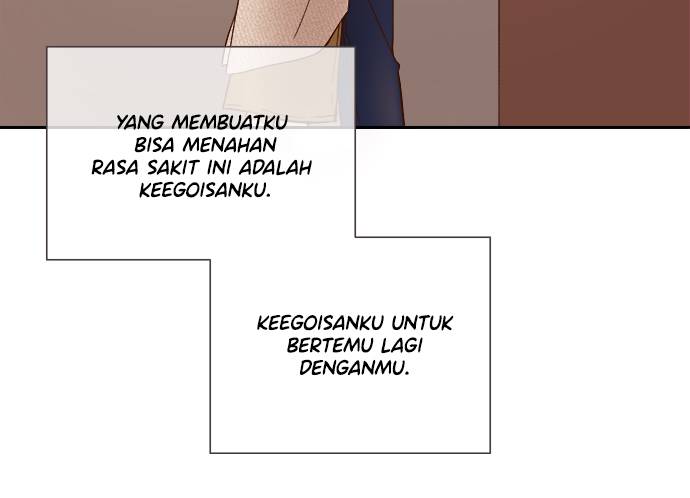 YANG MEMBUATKU
BISA MENAHAN
RASA SAKIT INI ADALAH
KEEGOISANKU.
KEEGOISANKU UNTUK
BERTEMU LAGI
DENGANMU.